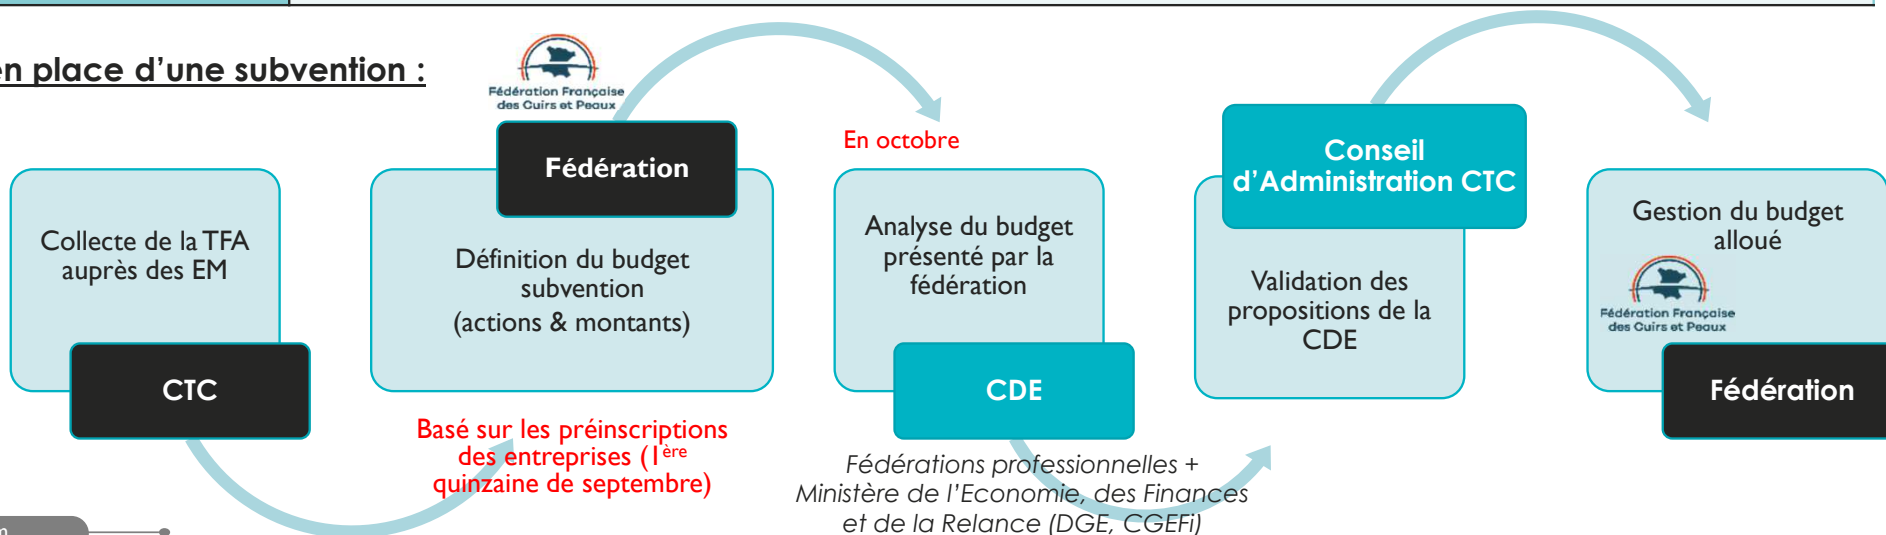 en place d'une subvention :
Fédération Française
des Cuirs et Peaux
Collecte de la TFA
auprès des EM
CTC
Fédération
Définition du budget
subvention
(actions & montants)
Basé sur les préinscriptions
des entreprises (1ère
quinzaine de septembre)
En octobre
Analyse du budget
présenté par la
fédération
CDE
Fédérations professionnelles +
Ministère de l'Economie, des Finances
et de la Relance (DGE, CGEFi)
Conseil
d'Administration CTC
Validation des
propositions de la
CDE
Gestion du budget
alloué
Fédération Française
des Cuirs et Peaux
Fédération